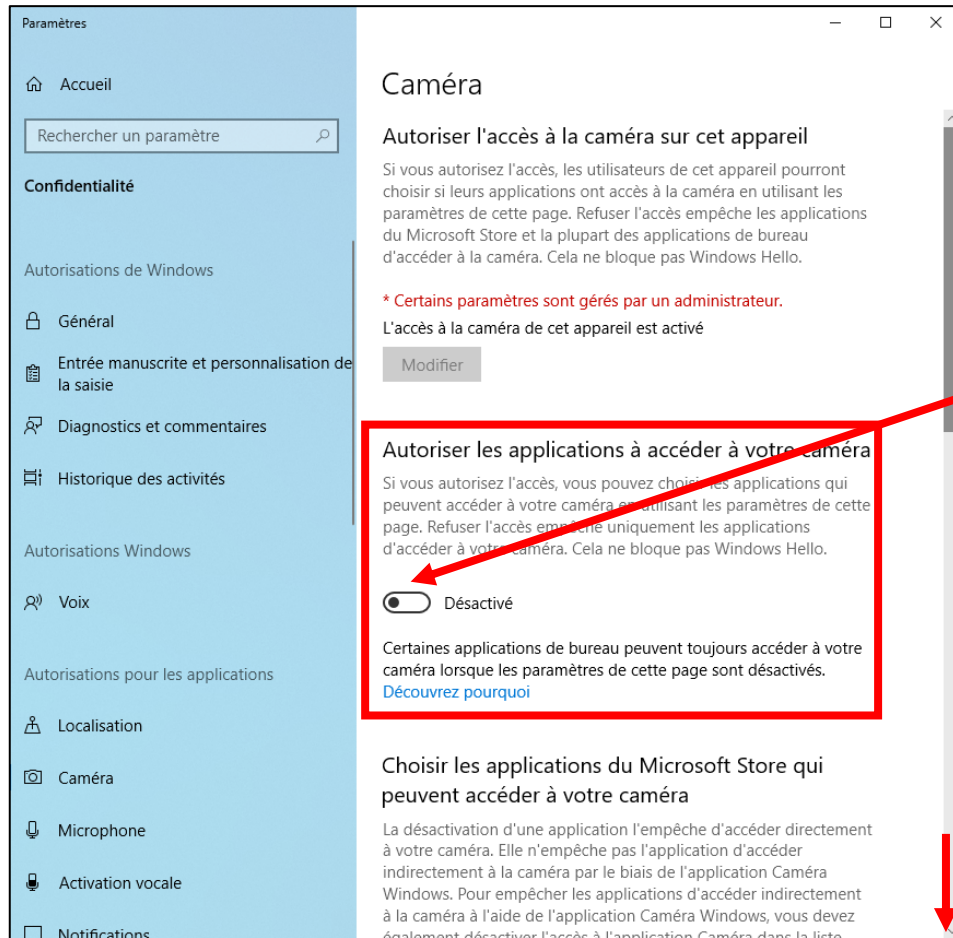 Paramètres
Accueil
Rechercher un paramètre
Confidentialité
Autorisations de Windows
Général
Entrée manuscrite et personnalisation de
la saisie
Diagnostics et commentaires
Historique des activités
Autorisations Windows
Voix
Autorisations pour les applications
Localisation
Caméra
Microphone
Activation vocale
Notifications
Caméra
Autoriser l'accès à la caméra sur cet appareil
Si vous autorisez l'accès, les utilisateurs de cet appareil pourront
choisir si leurs applications ont accès à la caméra en utilisant les
paramètres de cette page. Refuser l'accès empêche les applications
du Microsoft Store et la plupart des applications de bureau
d'accéder à la caméra. Cela ne bloque pas Windows Hello.
* Certains paramètres sont gérés par un administrateur.
L'accès à la caméra de cet appareil est activé
Modifier
Autoriser les applications à accéder à votre caméra
Si vous autorisez l'accès, vous pouvez choisir les applications qui
peuvent accéder à votre caméra en utilisant les paramètres de cette
page. Refuser l'accès empêche uniquement les applications
d'accéder à votre caméra. Cela ne bloque pas Windows Hello.
Désactivé
Certaines applications de bureau peuvent toujours accéder à votre
caméra lorsque les paramètres de cette page sont désactivés.
Découvrez pourquoi
Choisir les applications du Microsoft Store qui
peuvent accéder à votre caméra
La désactivation d'une application l'empêche d'accéder directement
à votre caméra. Elle n'empêche pas l'application d'accéder
indirectement à la caméra par le biais de l'application Caméra
Windows. Pour empêcher les applications d'accéder indirectement
à la caméra à l'aide de l'application Caméra Windows, vous devez
également désactiver l'accès à l'application Caméra dans la liste